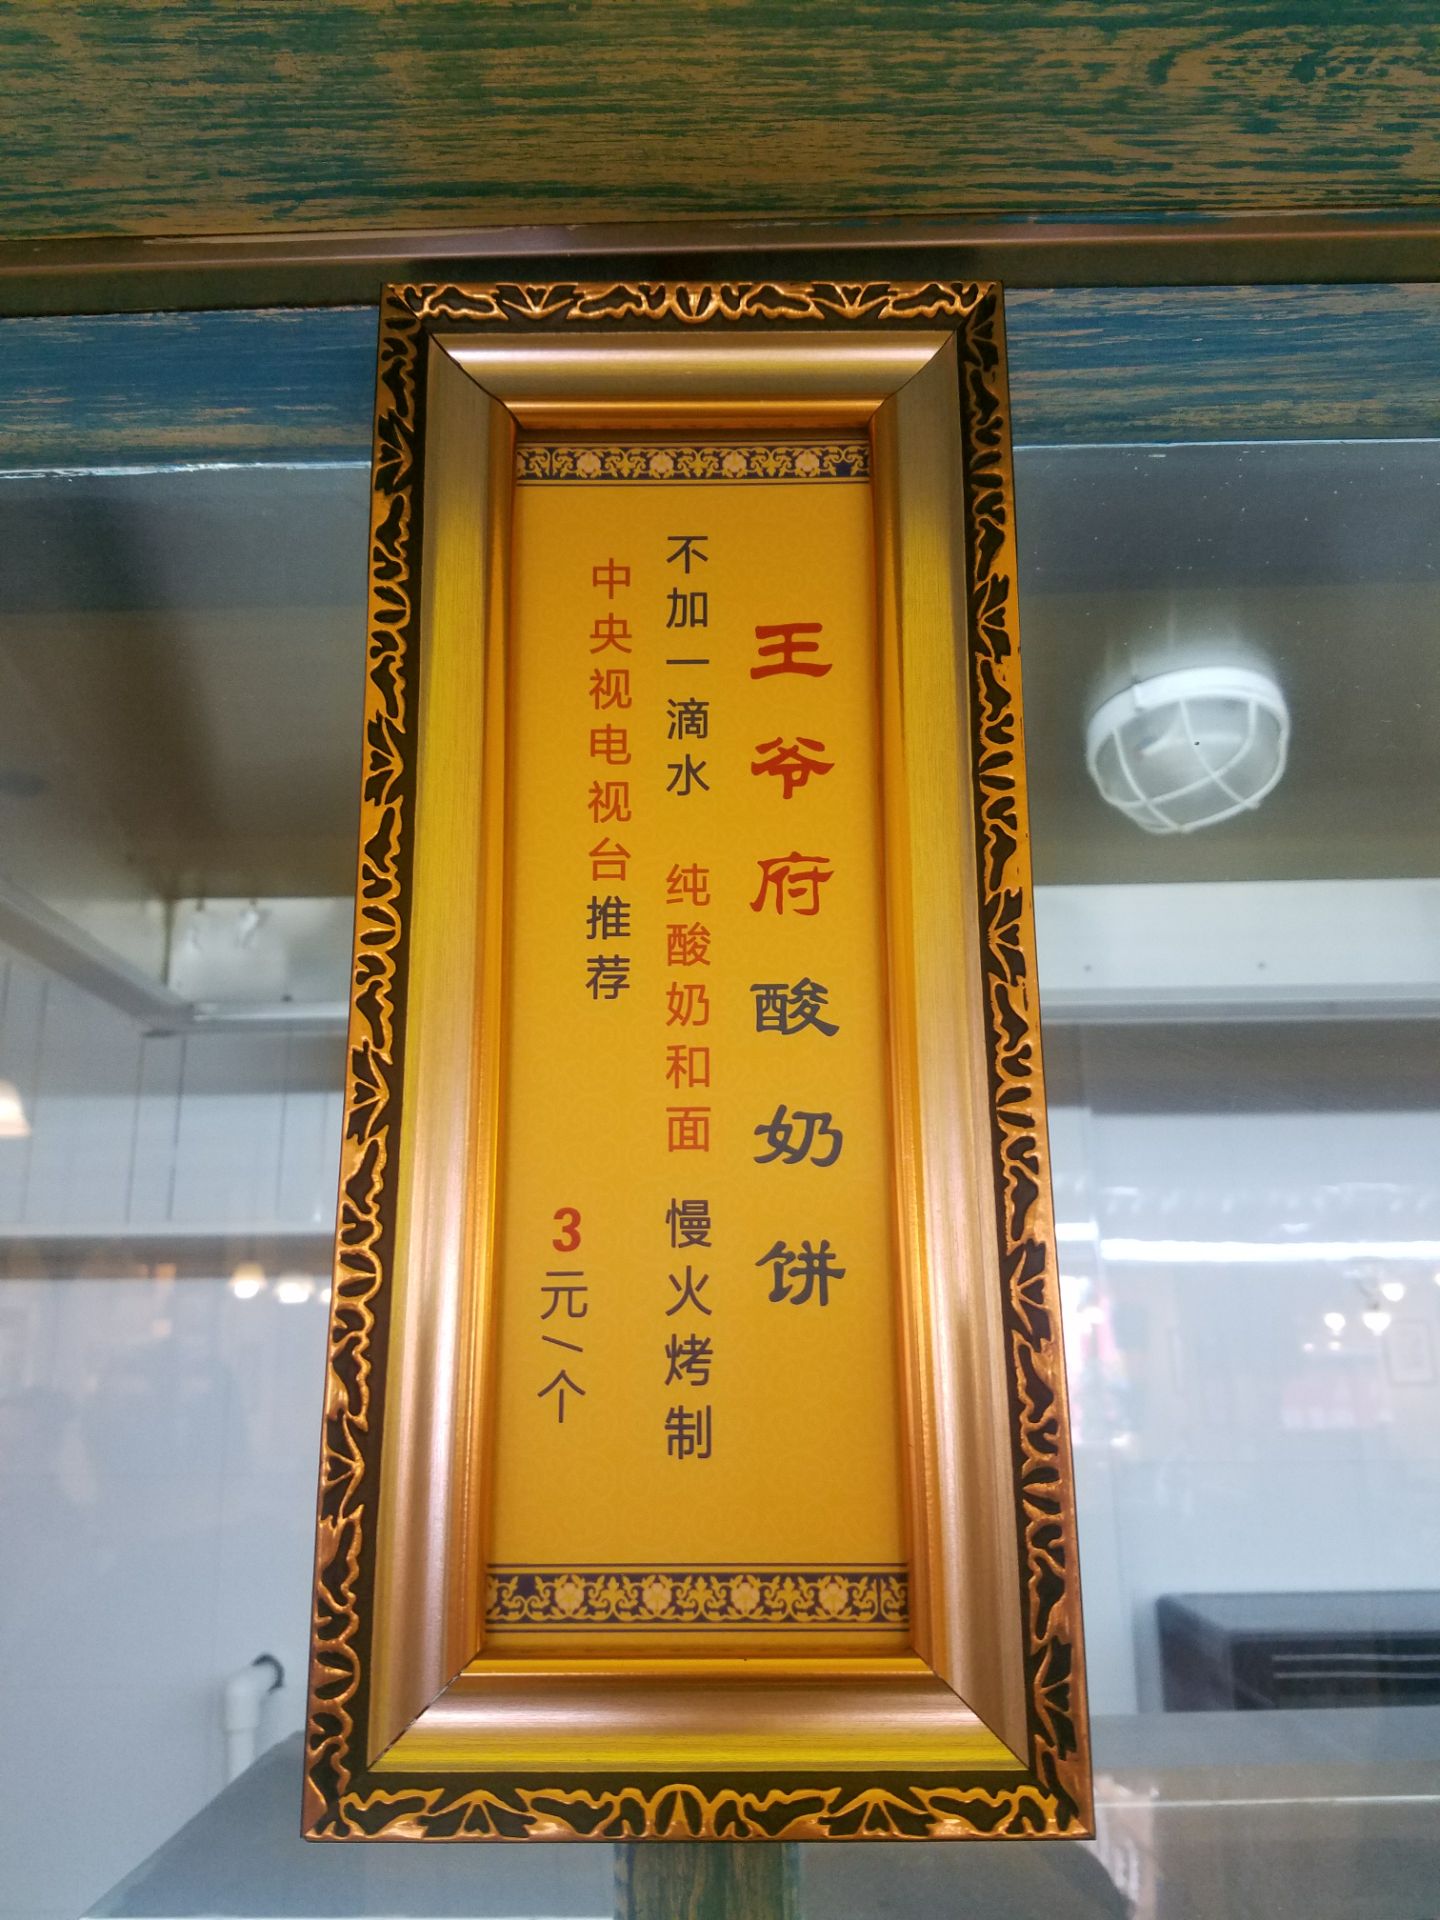 王爷府酸奶饼
不加一滴水 纯酸奶和面 慢火烤制
中央视电视台推荐
3元/个